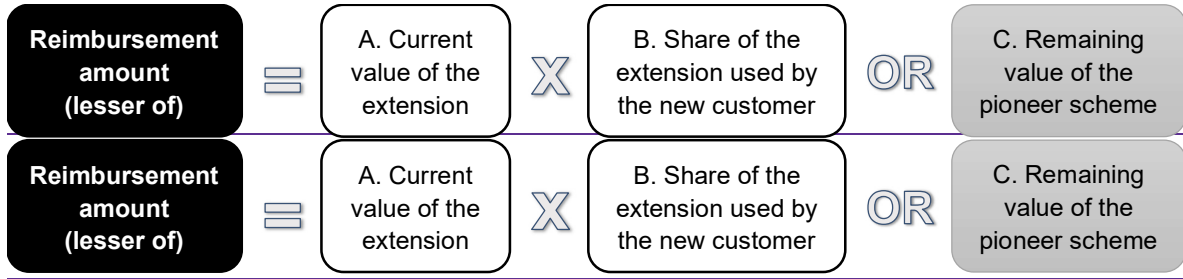 Reimbursement
amount
(lesser of)
=
A. Current
value of the
extension
X
B. Share of the
extension used by
the new customer
OR
C. Remaining
value of the
pioneer scheme
Reimbursement
amount
(lesser of)
=
A. Current
value of the
extension
X
B. Share of the
extension used by
the new customer
OR
C. Remaining
value of the
pioneer scheme